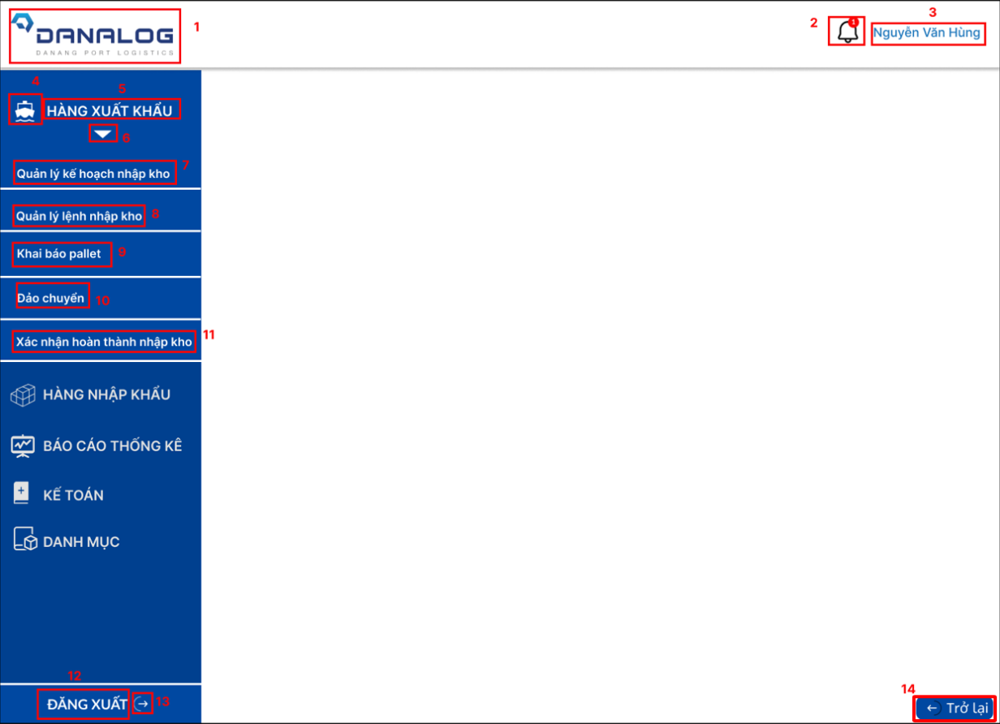 3
DANALOG
1
2
1
Nguyễn Văn Hùng
DANANG PORT LOGISTICS
4
5
HÀNG XUẤT KHẨU
6
Quản lý kế hoạch nhập kho
7
Quản lý lệnh nhập kho
8
Khai báo pallet
9
Đảo chuyển
10
Xác nhận hoàn thành nhập kho
11
HÀNG NHẬP KHẨU
BÁO CÁO THỐNG KÊ
KẾ TOÁN
DANH MỤC
12
ĐĂNG XUẤT
13
14
Trở lại